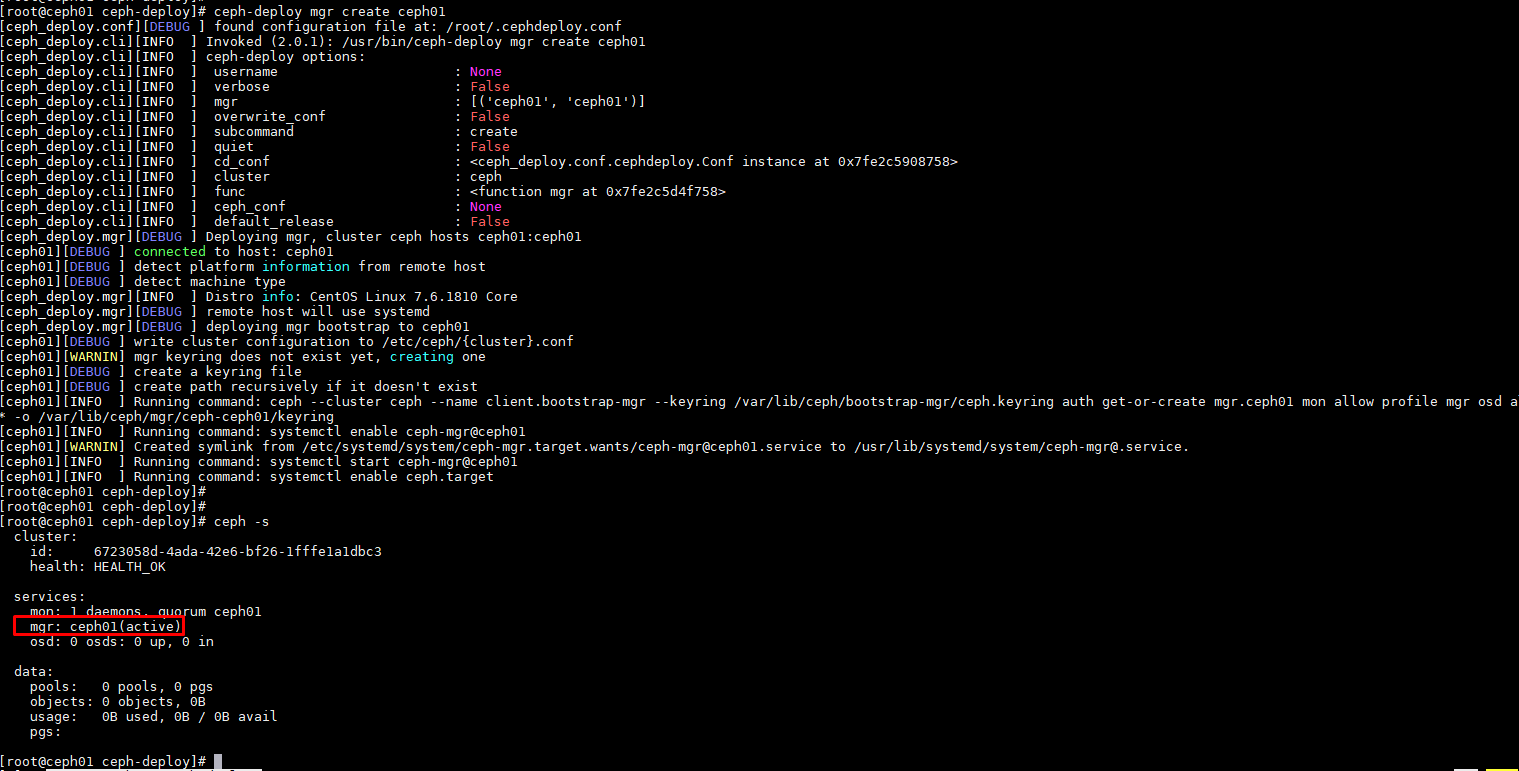 [root@ceph01 ceph-deploy]# ceph-deploy mgr create ceph01
[ceph_deploy.conf][DEBUG ] found configuration file at: /root/.cephdeploy.conf
[ceph_deploy.cli][INFO  ] Invoked (2.0.1): /usr/bin/ceph-deploy mgr create ceph01
[ceph_deploy.cli][INFO  ] ceph-deploy options:
[ceph_deploy.cli][INFO  ]  username                      : None
[ceph_deploy.cli][INFO  ]  verbose                       : False
[ceph_deploy.cli][INFO  ]  mgr                           : [('ceph01', 'ceph01')]
[ceph_deploy.cli][INFO  ]  overwrite_conf                : False
[ceph_deploy.cli][INFO  ]  subcommand                    : create
[ceph_deploy.cli][INFO  ]  quiet                         : False
[ceph_deploy.cli][INFO  ]  cd_conf                       : <ceph_deploy.conf.cephdeploy.Conf instance at 0x7fe2c5908758>
[ceph_deploy.cli][INFO  ]  cluster                       : ceph
[ceph_deploy.cli][INFO  ]  func                          : <function mgr at 0x7fe2c5d4f758>
[ceph_deploy.cli][INFO  ]  ceph_conf                     : None
[ceph_deploy.cli][INFO  ]  default_release               : False
[ceph_deploy.mgr][DEBUG ] Deploying mgr, cluster ceph hosts ceph01:ceph01
[ceph01][DEBUG ] connected to host: ceph01
[ceph01][DEBUG ] detect platform information from remote host
[ceph01][DEBUG ] detect machine type
[ceph_deploy.mgr][INFO  ] Distro info: CentOS Linux 7.6.1810 Core
[ceph_deploy.mgr][DEBUG ] remote host will use systemd
[ceph_deploy.mgr][DEBUG ] deploying mgr bootstrap to ceph01
[ceph01][DEBUG ] write cluster configuration to /etc/ceph/{cluster}.conf
[ceph01][WARNIN] mgr keyring does not exist yet, creating one
[ceph01][DEBUG ] create a keyring file
[ceph01][DEBUG ] create path recursively if it doesn't exist
[ceph01][INFO  ] Running command: ceph --cluster ceph --name client.bootstrap-mgr --keyring /var/lib/ceph/bootstrap-mgr/ceph.keyring auth get-or-create mgr.ceph01 mon allow profile mgr osd a
* -o /var/lib/ceph/mgr/ceph-ceph01/keyring
[ceph01][INFO  ] Running command: systemctl enable ceph-mgr@ceph01
[ceph01][WARNIN] Created symlink from /etc/systemd/system/ceph-mgr.target.wants/ceph-mgr@ceph01.service to /usr/lib/systemd/system/ceph-mgr@.service.
[ceph01][INFO  ] Running command: systemctl start ceph-mgr@ceph01
[ceph01][INFO  ] Running command: systemctl enable ceph.target
[root@ceph01 ceph-deploy]#
[root@ceph01 ceph-deploy]#
[root@ceph01 ceph-deploy]# ceph -s
  cluster:
    id:     6723058d-4ada-42e6-bf26-1fffe1a1dbc3
    health: HEALTH_OK
  services:
    mon: 1 daemons, quorum ceph01
    mgr: ceph01(active)
    osd: 0 osds: 0 up, 0 in
  data:
    pools:   0 pools, 0 pgs
    objects: 0 objects, 0B
    usage:   0B used, 0B / 0B avail
    pgs:
[root@ceph01 ceph-deploy]#